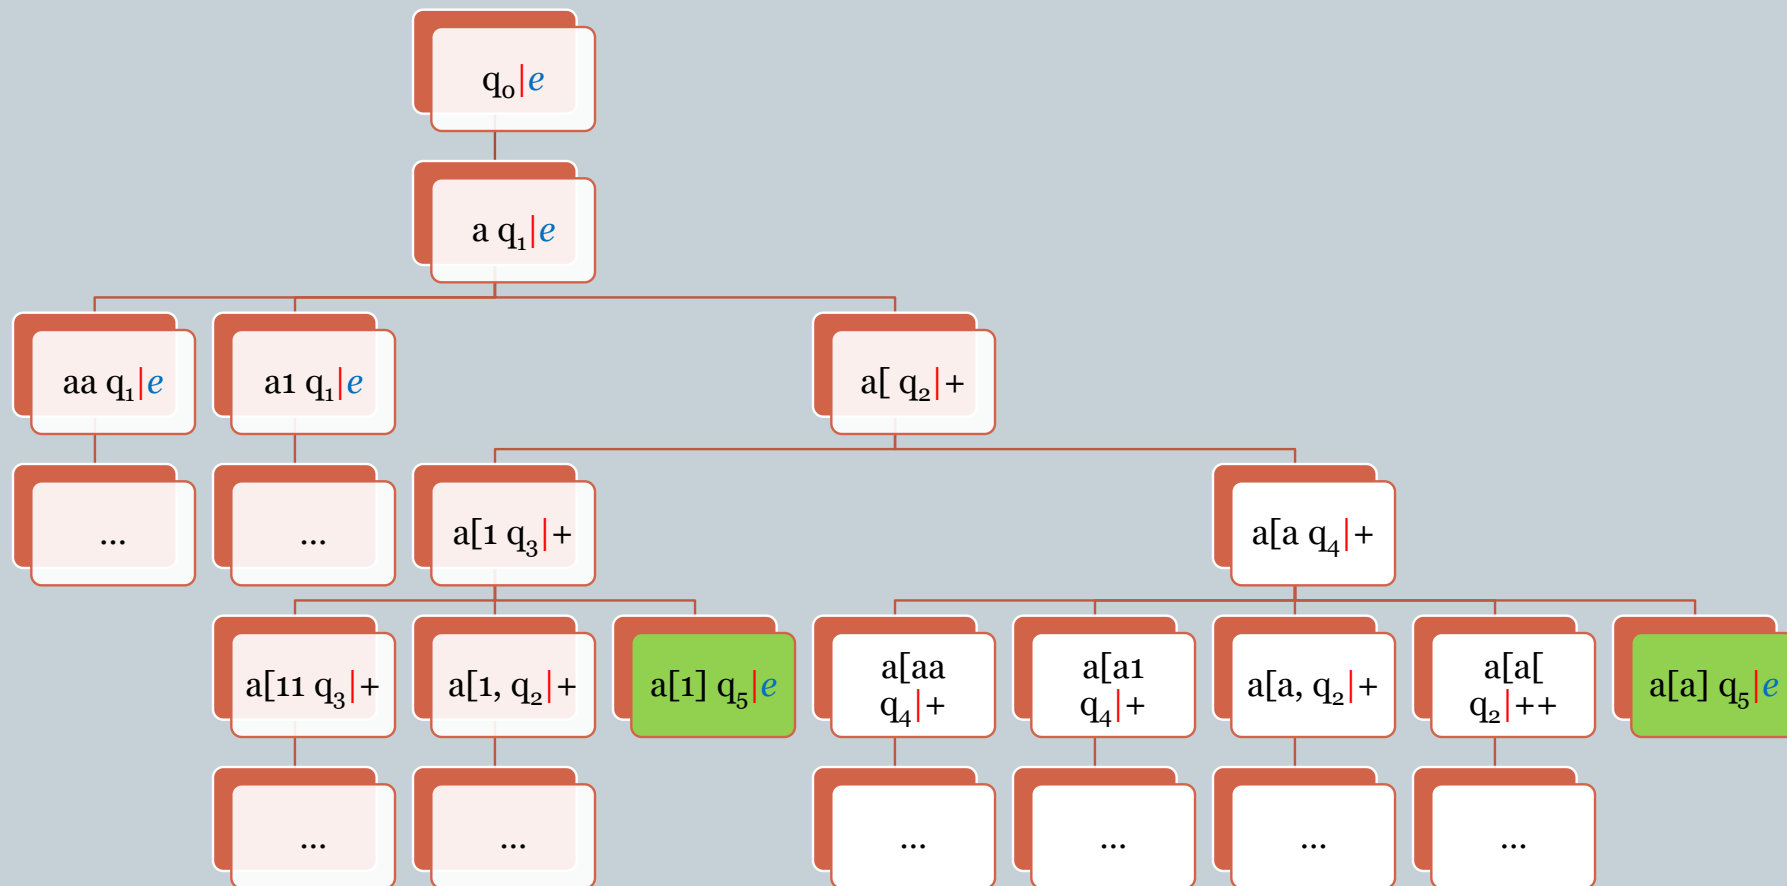 q₀|e
a q₁|e
aa q₁|e
a1 q₁|e
a[ q₂|+
...
...
a[1 q₃|+
a[a q₄|+
a[11 q₃|+
a[1, q₂|+
a[1] q₅|e
a[aa
q₄|+
a[a1
q₄|+
a[a, q₂|+
a[a[
q₂|++
a[a] q₅|e
...
...
...
...
...
...